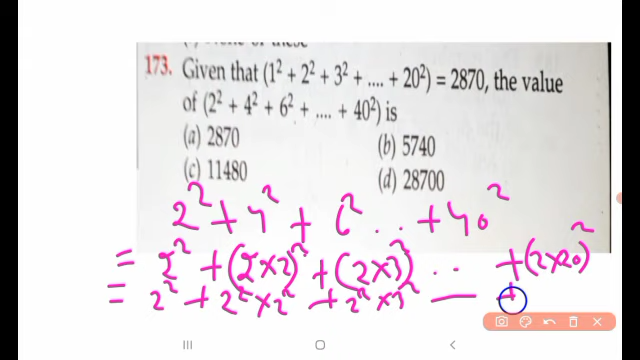 173. Given that (1² + 2² + 3² + .... + 20²) = 2870, the value
of (2² + 4² + 6² + .... + 40²) is
(a) 2870 (b) 5740
(c) 11480 (d) 28700
2² + 4² + 6² .. + 40²
= 2² + (2×2)² + (2×3)² .. + (2×20)²
= 2² + 2²×2² + 2²×3² — +